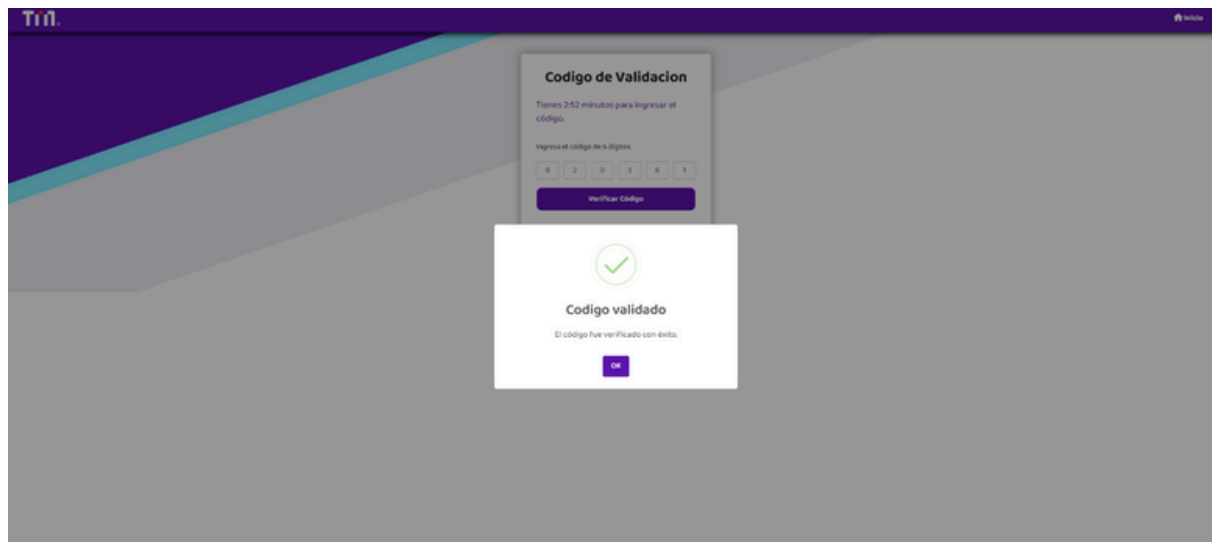 Inicio
Codigo de Validacion
Tienes 2:52 minutos para ingresar el
código.
Ingresa el código de 6 dígitos
2
Verificar Código
Codigo validado
El código fue verificado con éxito.
OK